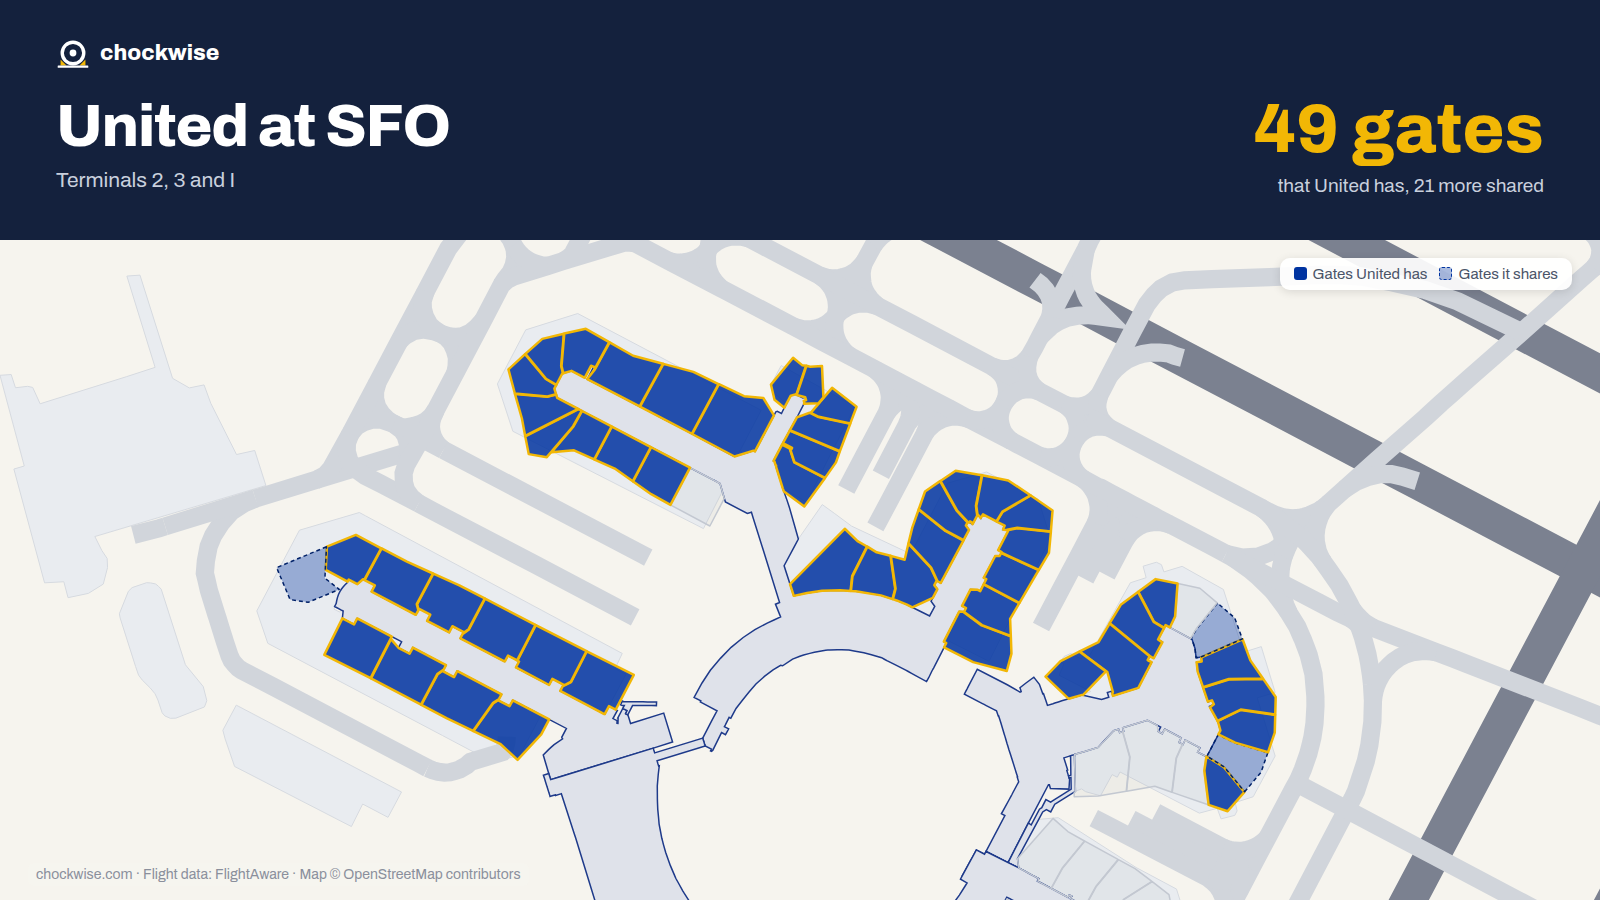 chockwise
United at SFO
Terminals 2, 3 and I
49 gates
that United has, 21 more shared
Gates United has
Gates it shares
chockwise.com · Flight data: FlightAware · Map © OpenStreetMap contributors